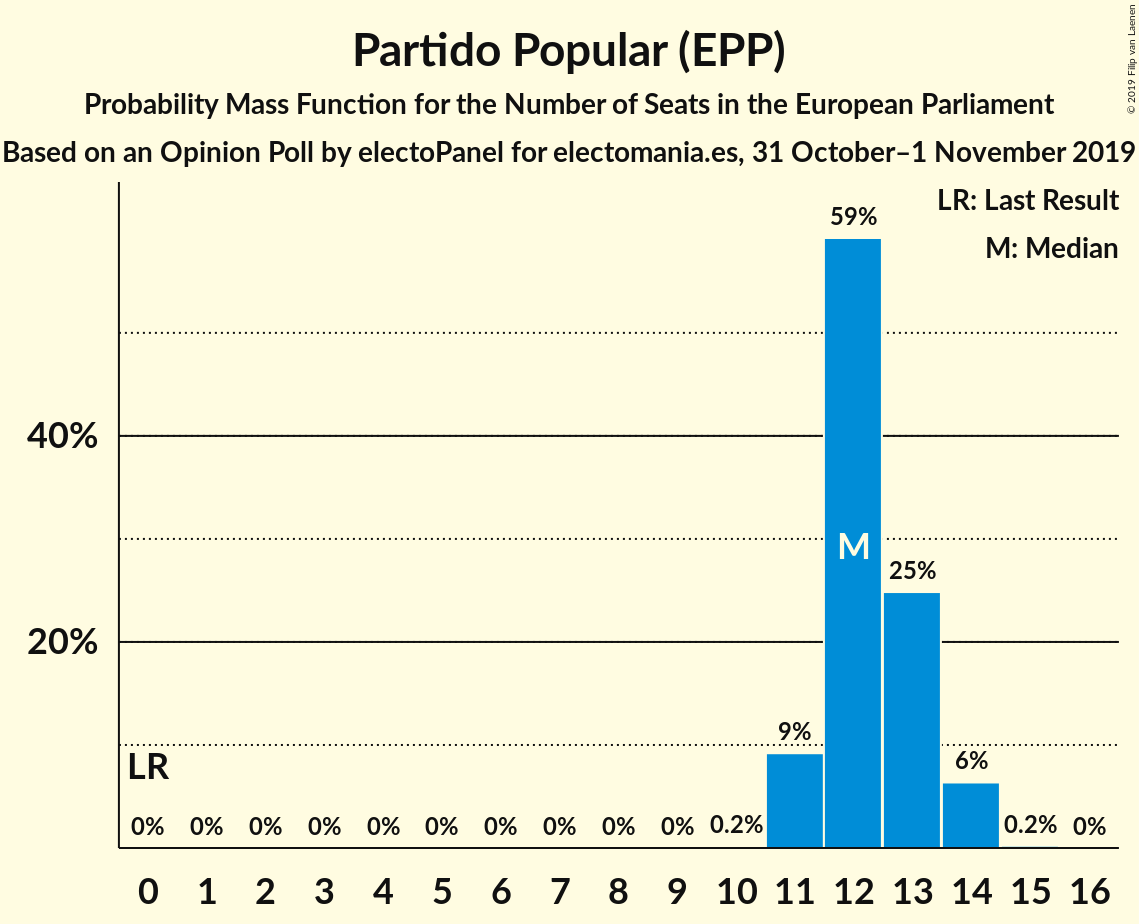 Partido Popular (EPP)
Probability Mass Function for the Number of Seats in the European Parliament
Based on an Opinion Poll by electoPanel for electomania.es, 31 October–1 November 2019
© 2019 Filip van Laenen
LR: Last Result
M: Median
59%
40%
M
25%
20%
9%
6%
LR
0% 0% 0% 0% 0% 0% 0% 0% 0% 0% 0.2% 0.2% 0%
0 1 2 3 4 5 6 7 8 9 10 11 12 13 14 15 16